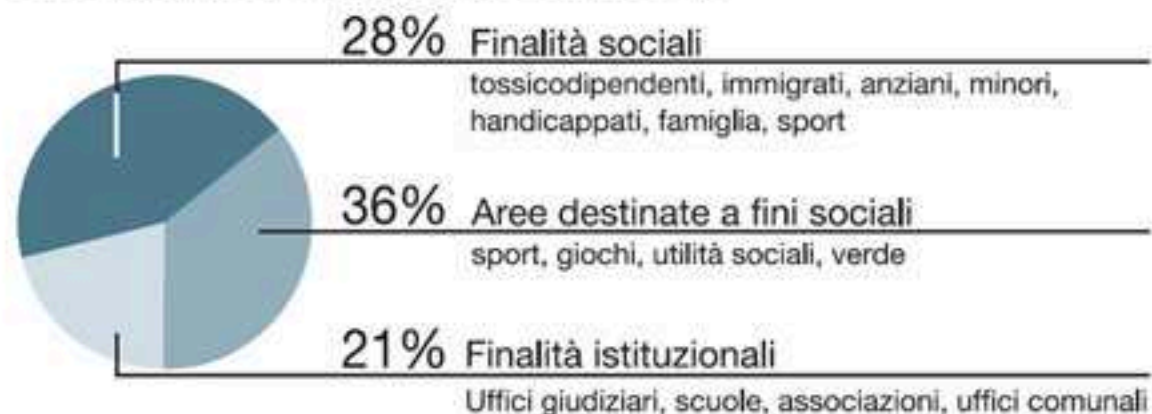 28% Finalità sociali
tossicodipendenti, immigrati, anziani, minori,
handicappati, famiglia, sport
36% Aree destinate a fini sociali
sport, giochi, utilità sociali, verde
21% Finalità istituzionali
Uffici giudiziari, scuole, associazioni, uffici comunali